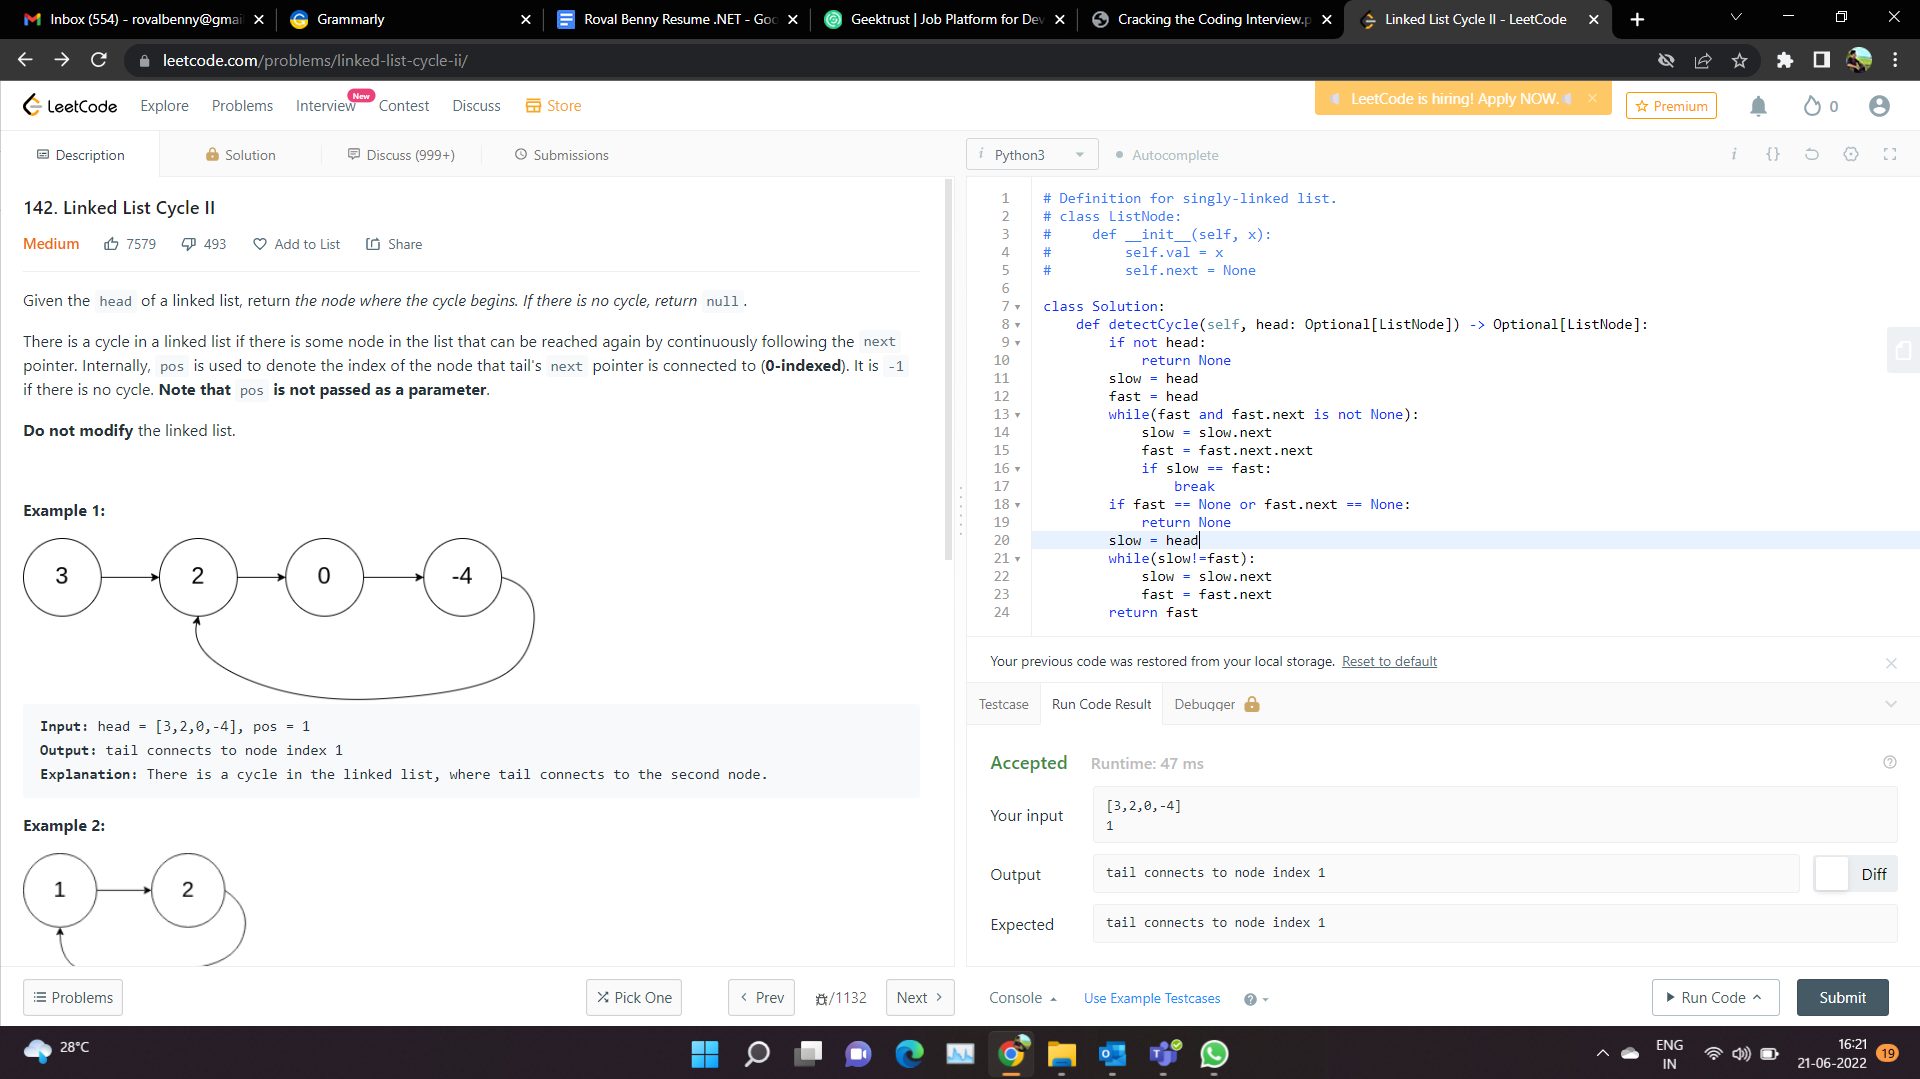 Inbox (554) - rovalbenny@gmai
Grammarly
Roval Benny Resume .NET - Goo
Geektrust | Job Platform for Dev
Cracking the Coding Interview.p
Linked List Cycle II - LeetCode
leetcode.com/problems/linked-list-cycle-ii/
LeetCode
Explore
Problems
Interview
New
Contest
Discuss
Store
LeetCode is hiring! Apply NOW.
Premium
0
Description
Solution
Discuss (999+)
Submissions
i Python3
Autocomplete
i {}
142. Linked List Cycle II
Medium 7579 493 Add to List Share
Given the head of a linked list, return the node where the cycle begins. If there is no cycle, return null .
There is a cycle in a linked list if there is some node in the list that can be reached again by continuously following the next
pointer. Internally, pos is used to denote the index of the node that tail's next pointer is connected to (0-indexed). It is -1
if there is no cycle. Note that pos is not passed as a parameter.
Do not modify the linked list.
Example 1:
3 2 0 -4
Input: head = [3,2,0,-4], pos = 1
Output: tail connects to node index 1
Explanation: There is a cycle in the linked list, where tail connects to the second node.
Example 2:
1 2
Problems
Pick One
Prev
/1132
Next
1 # Definition for singly-linked list.
2 # class ListNode:
3 #     def __init__(self, x):
4 #         self.val = x
5 #         self.next = None
6
7 class Solution:
8     def detectCycle(self, head: Optional[ListNode]) -> Optional[ListNode]:
9         if not head:
10             return None
11         slow = head
12         fast = head
13         while(fast and fast.next is not None):
14             slow = slow.next
15             fast = fast.next.next
16             if slow == fast:
17                 break
18         if fast == None or fast.next == None:
19             return None
20         slow = head
21         while(slow!=fast):
22             slow = slow.next
23             fast = fast.next
24         return fast
Your previous code was restored from your local storage. Reset to default
Testcase
Run Code Result
Debugger
Accepted Runtime: 47 ms
Your input
[3,2,0,-4]
1
Output
tail connects to node index 1
Diff
Expected
tail connects to node index 1
Console
Use Example Testcases
Run Code
Submit
28°C
ENG
IN
16:21
21-06-2022
19